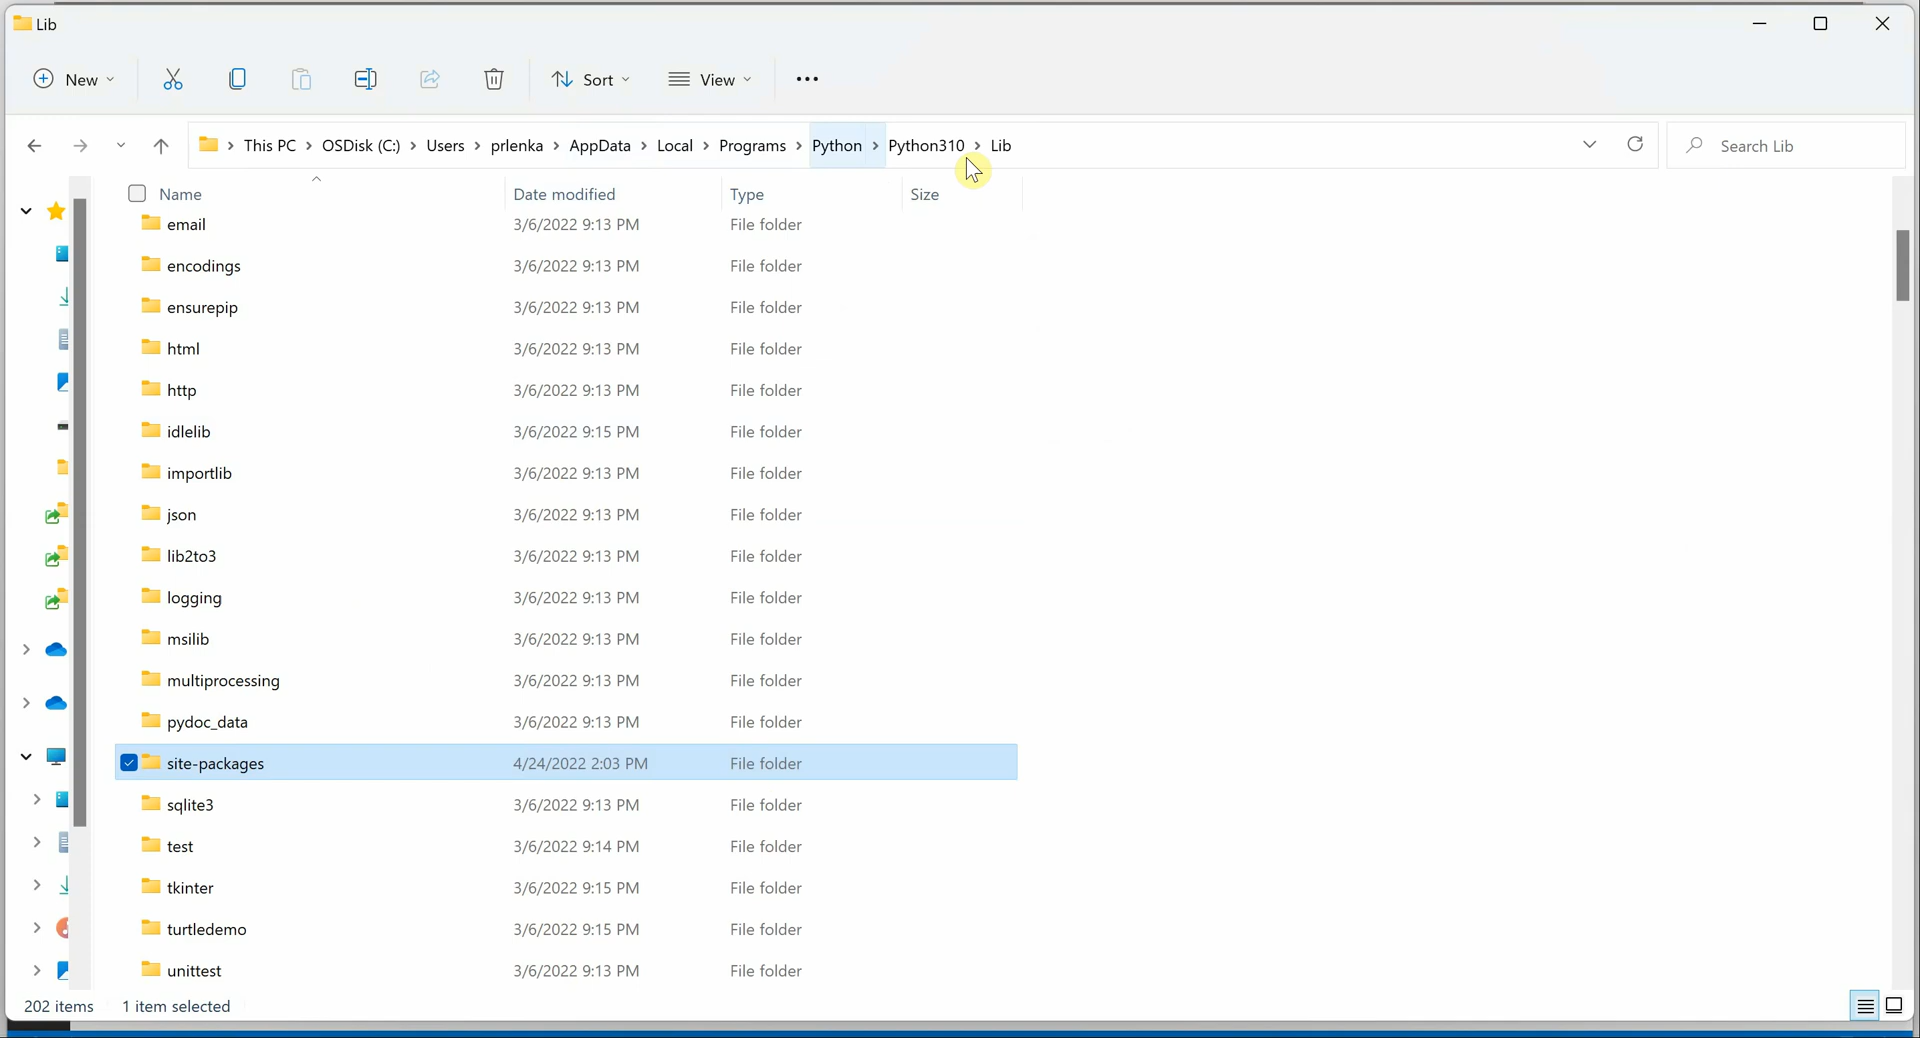 Lib
New Sort View
This PC OSDisk (C:) Users prlenka AppData Local Programs Python Python310 Lib Search Lib
Name Date modified Type Size
email 3/6/2022 9:13 PM File folder
encodings 3/6/2022 9:13 PM File folder
ensurepip 3/6/2022 9:13 PM File folder
html 3/6/2022 9:13 PM File folder
http 3/6/2022 9:13 PM File folder
idlelib 3/6/2022 9:15 PM File folder
importlib 3/6/2022 9:13 PM File folder
json 3/6/2022 9:13 PM File folder
lib2to3 3/6/2022 9:13 PM File folder
logging 3/6/2022 9:13 PM File folder
msilib 3/6/2022 9:13 PM File folder
multiprocessing 3/6/2022 9:13 PM File folder
pydoc_data 3/6/2022 9:13 PM File folder
site-packages 4/24/2022 2:03 PM File folder
sqlite3 3/6/2022 9:13 PM File folder
test 3/6/2022 9:14 PM File folder
tkinter 3/6/2022 9:15 PM File folder
turtledemo 3/6/2022 9:15 PM File folder
unittest 3/6/2022 9:13 PM File folder
202 items 1 item selected